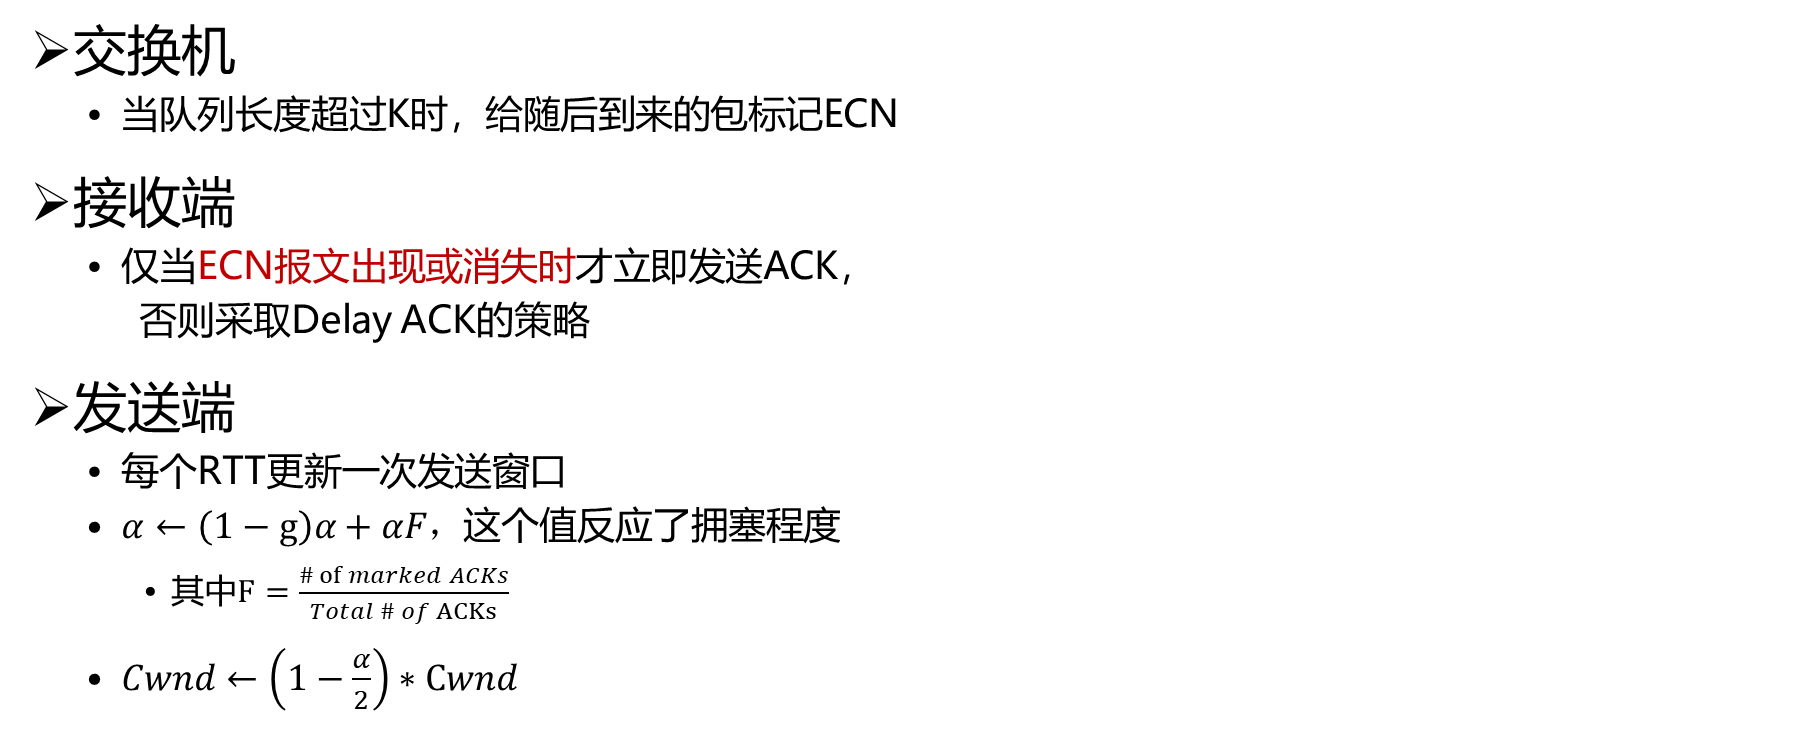 ➢交换机
• 当队列长度超过K时，给随后到来的包标记ECN
➢接收端
• 仅当ECN报文出现或消失时才立即发送ACK，
否则采取Delay ACK的策略
➢发送端
• 每个RTT更新一次发送窗口
• α ← (1 − g)α + αF，这个值反应了拥塞程度
• 其中F = # of marked ACKs / Total # of ACKs
• Cwnd ← (1 − α/2) ∗ Cwnd